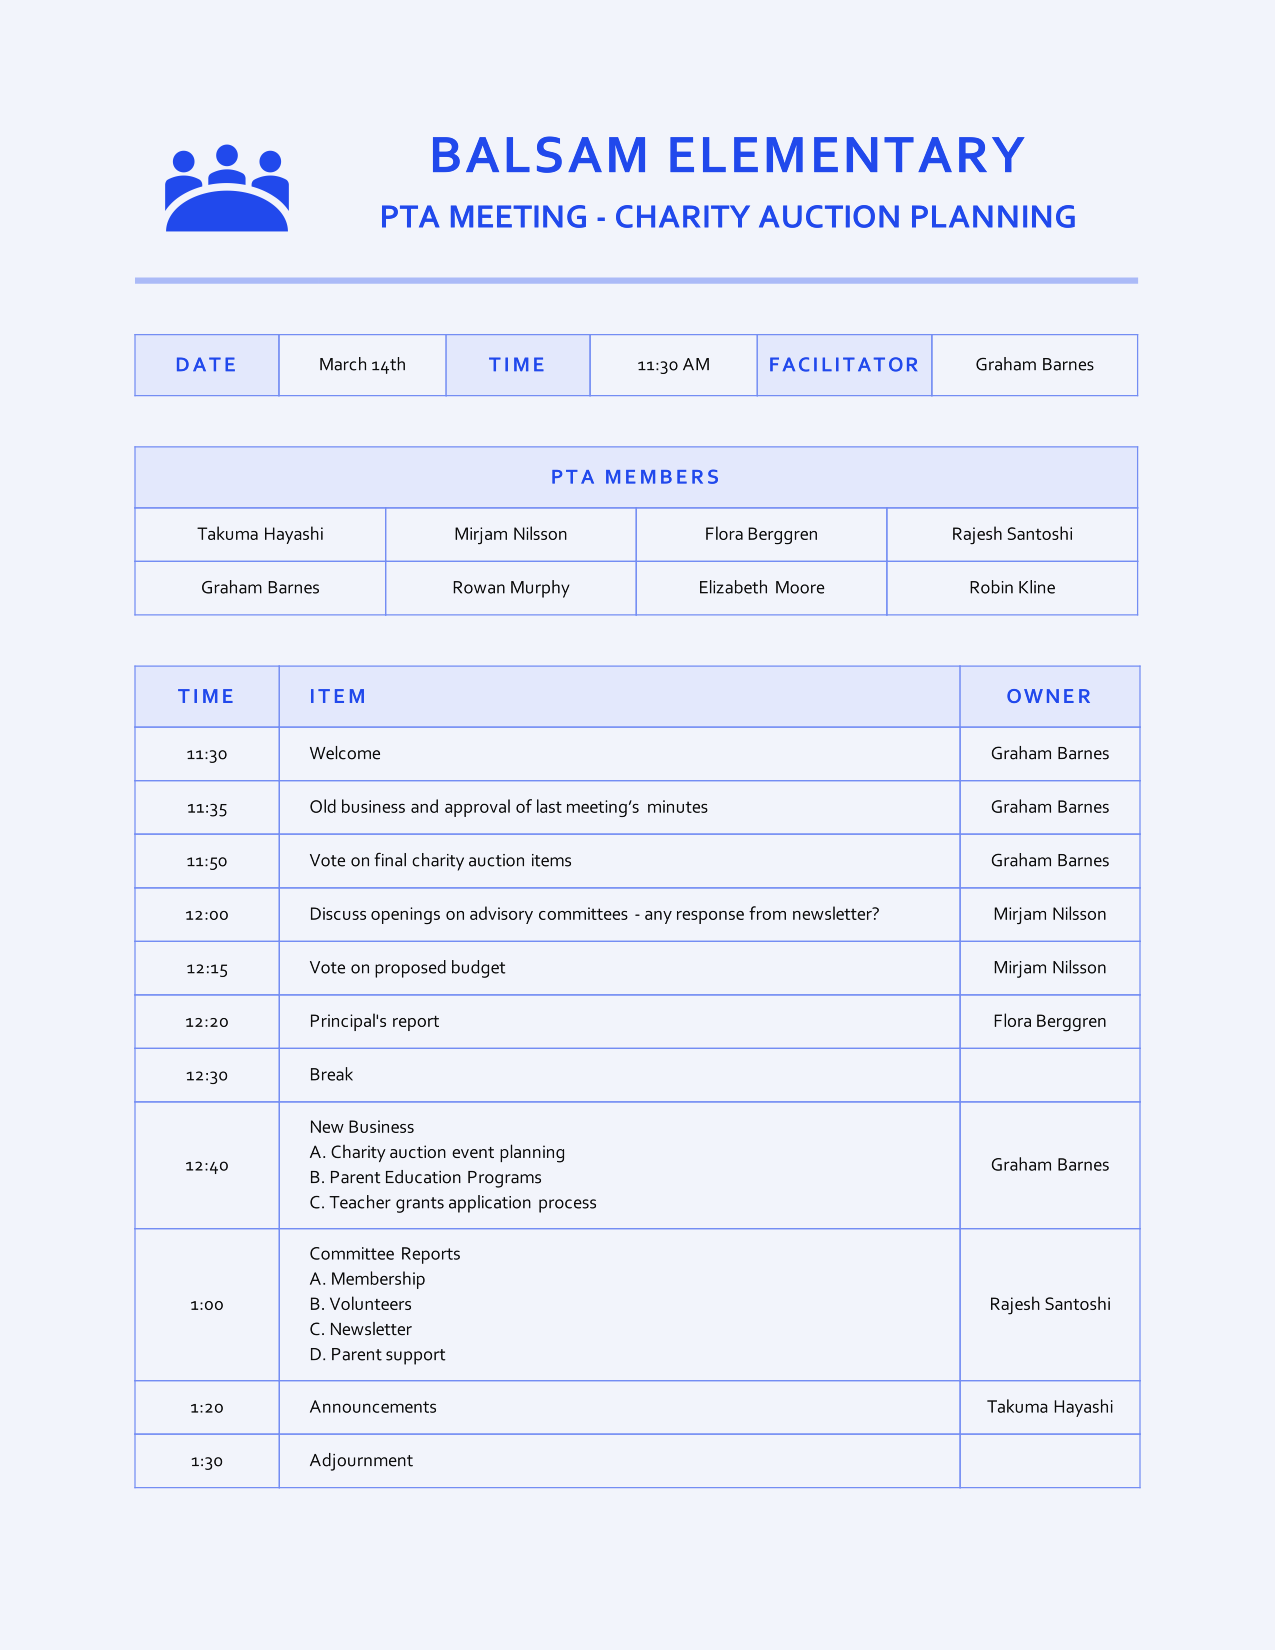 BALSAM ELEMENTARY
PTA MEETING - CHARITY AUCTION PLANNING
DATE March 14th TIME 11:30 AM FACILITATOR Graham Barnes
PTA MEMBERS
Takuma Hayashi Mirjam Nilsson Flora Berggren Rajesh Santoshi
Graham Barnes Rowan Murphy Elizabeth Moore Robin Kline
TIME ITEM OWNER
11:30 Welcome Graham Barnes
11:35 Old business and approval of last meeting’s minutes Graham Barnes
11:50 Vote on final charity auction items Graham Barnes
12:00 Discuss openings on advisory committees - any response from newsletter? Mirjam Nilsson
12:15 Vote on proposed budget Mirjam Nilsson
12:20 Principal's report Flora Berggren
12:30 Break
New Business
A. Charity auction event planning
12:40 B. Parent Education Programs Graham Barnes
C. Teacher grants application process
Committee Reports
A. Membership
1:00 B. Volunteers Rajesh Santoshi
C. Newsletter
D. Parent support
1:20 Announcements Takuma Hayashi
1:30 Adjournment